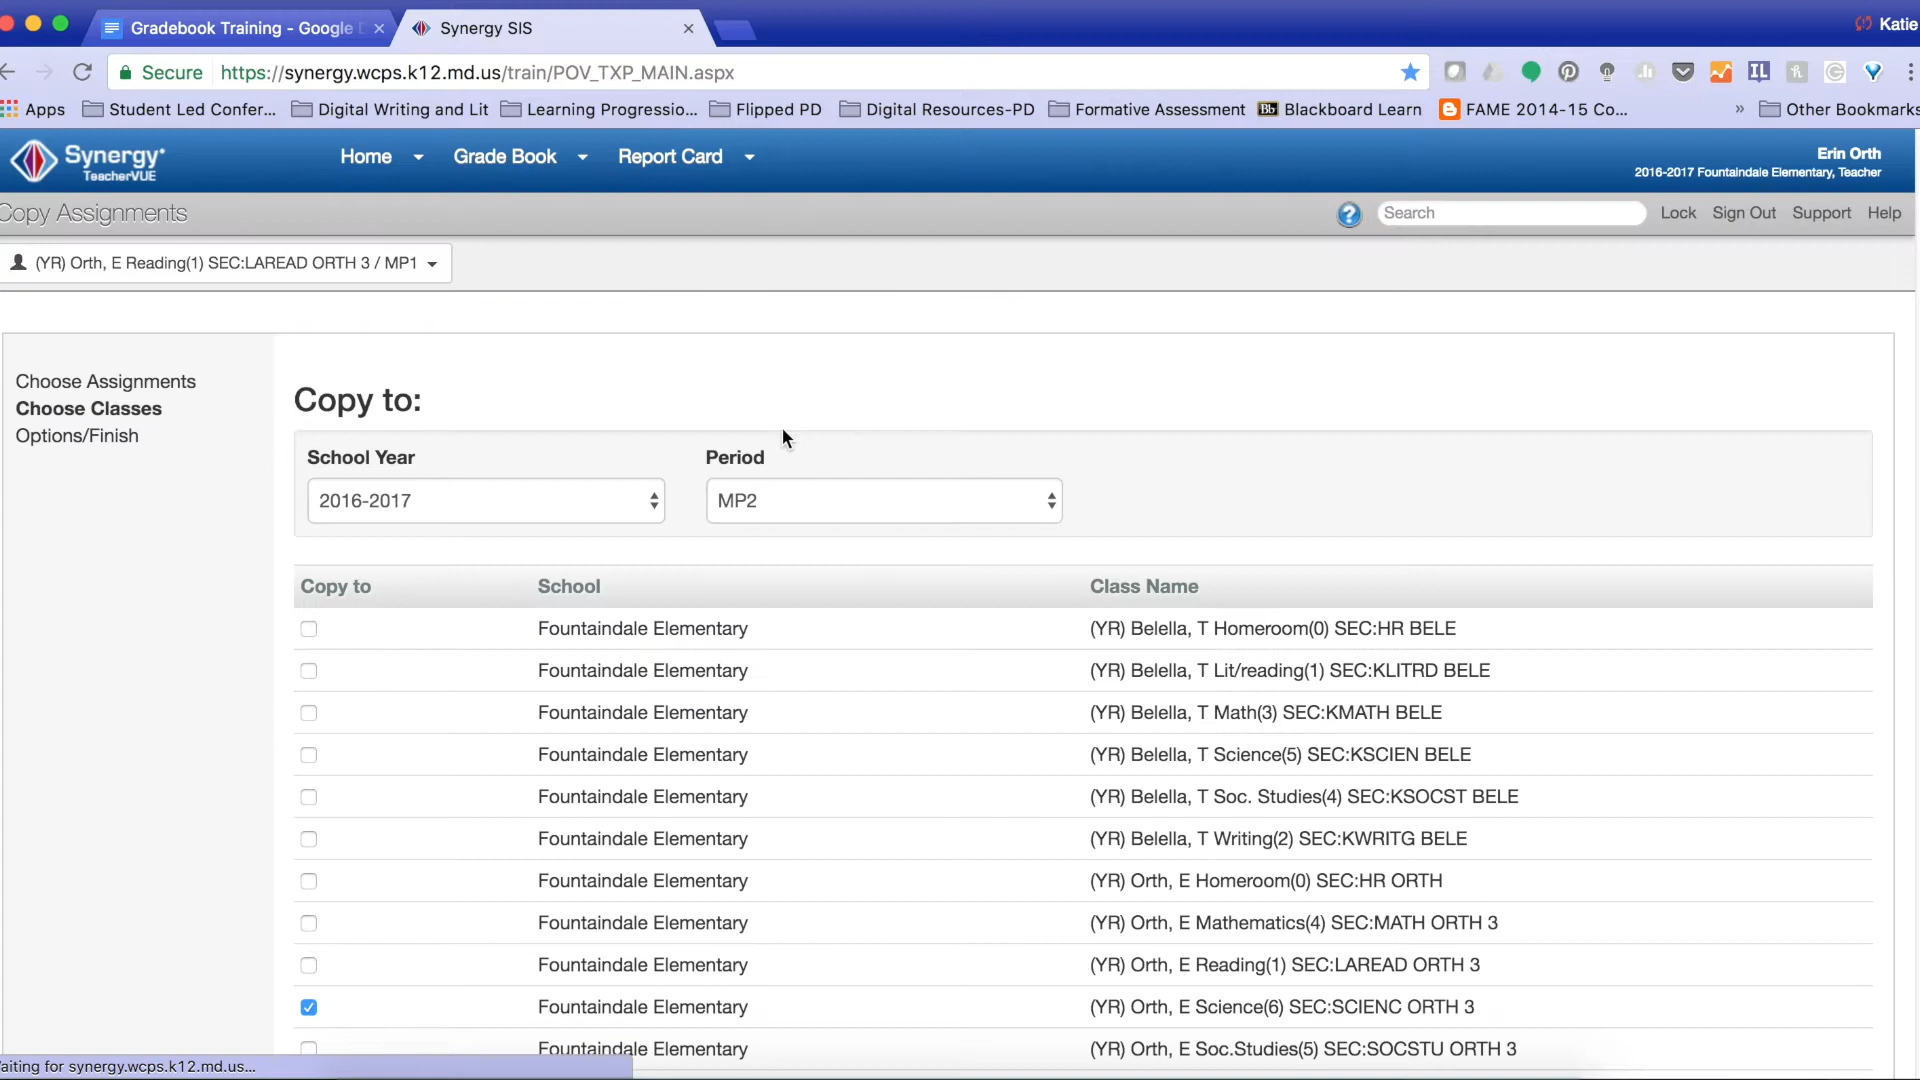 Gradebook Training - Google D
Synergy SIS
Katie
Secure
https://synergy.wcps.k12.md.us/train/POV_TXP_MAIN.aspx
Apps
Student Led Confer...
Digital Writing and Lit
Learning Progressio...
Flipped PD
Digital Resources-PD
Formative Assessment
Bb Blackboard Learn
FAME 2014-15 Co...
»
Other Bookmarks
Synergy
TeacherVUE
Home
Grade Book
Report Card
Erin Orth
2016-2017 Fountaindale Elementary, Teacher
Copy Assignments
Search
Lock
Sign Out
Support
Help
(YR) Orth, E Reading(1) SEC:LAREAD ORTH 3 / MP1
Choose Assignments
Choose Classes
Options/Finish
Copy to:
School Year
Period
2016-2017
MP2
Copy to School Class Name
Fountaindale Elementary (YR) Belella, T Homeroom(0) SEC:HR BELE
Fountaindale Elementary (YR) Belella, T Lit/reading(1) SEC:KLITRD BELE
Fountaindale Elementary (YR) Belella, T Math(3) SEC:KMATH BELE
Fountaindale Elementary (YR) Belella, T Science(5) SEC:KSCIEN BELE
Fountaindale Elementary (YR) Belella, T Soc. Studies(4) SEC:KSOCST BELE
Fountaindale Elementary (YR) Belella, T Writing(2) SEC:KWRITG BELE
Fountaindale Elementary (YR) Orth, E Homeroom(0) SEC:HR ORTH
Fountaindale Elementary (YR) Orth, E Mathematics(4) SEC:MATH ORTH 3
Fountaindale Elementary (YR) Orth, E Reading(1) SEC:LAREAD ORTH 3
Fountaindale Elementary (YR) Orth, E Science(6) SEC:SCIENC ORTH 3
Fountaindale Elementary (YR) Orth, E Soc.Studies(5) SEC:SOCSTU ORTH 3
aiting for synergy.wcps.k12.md.us...